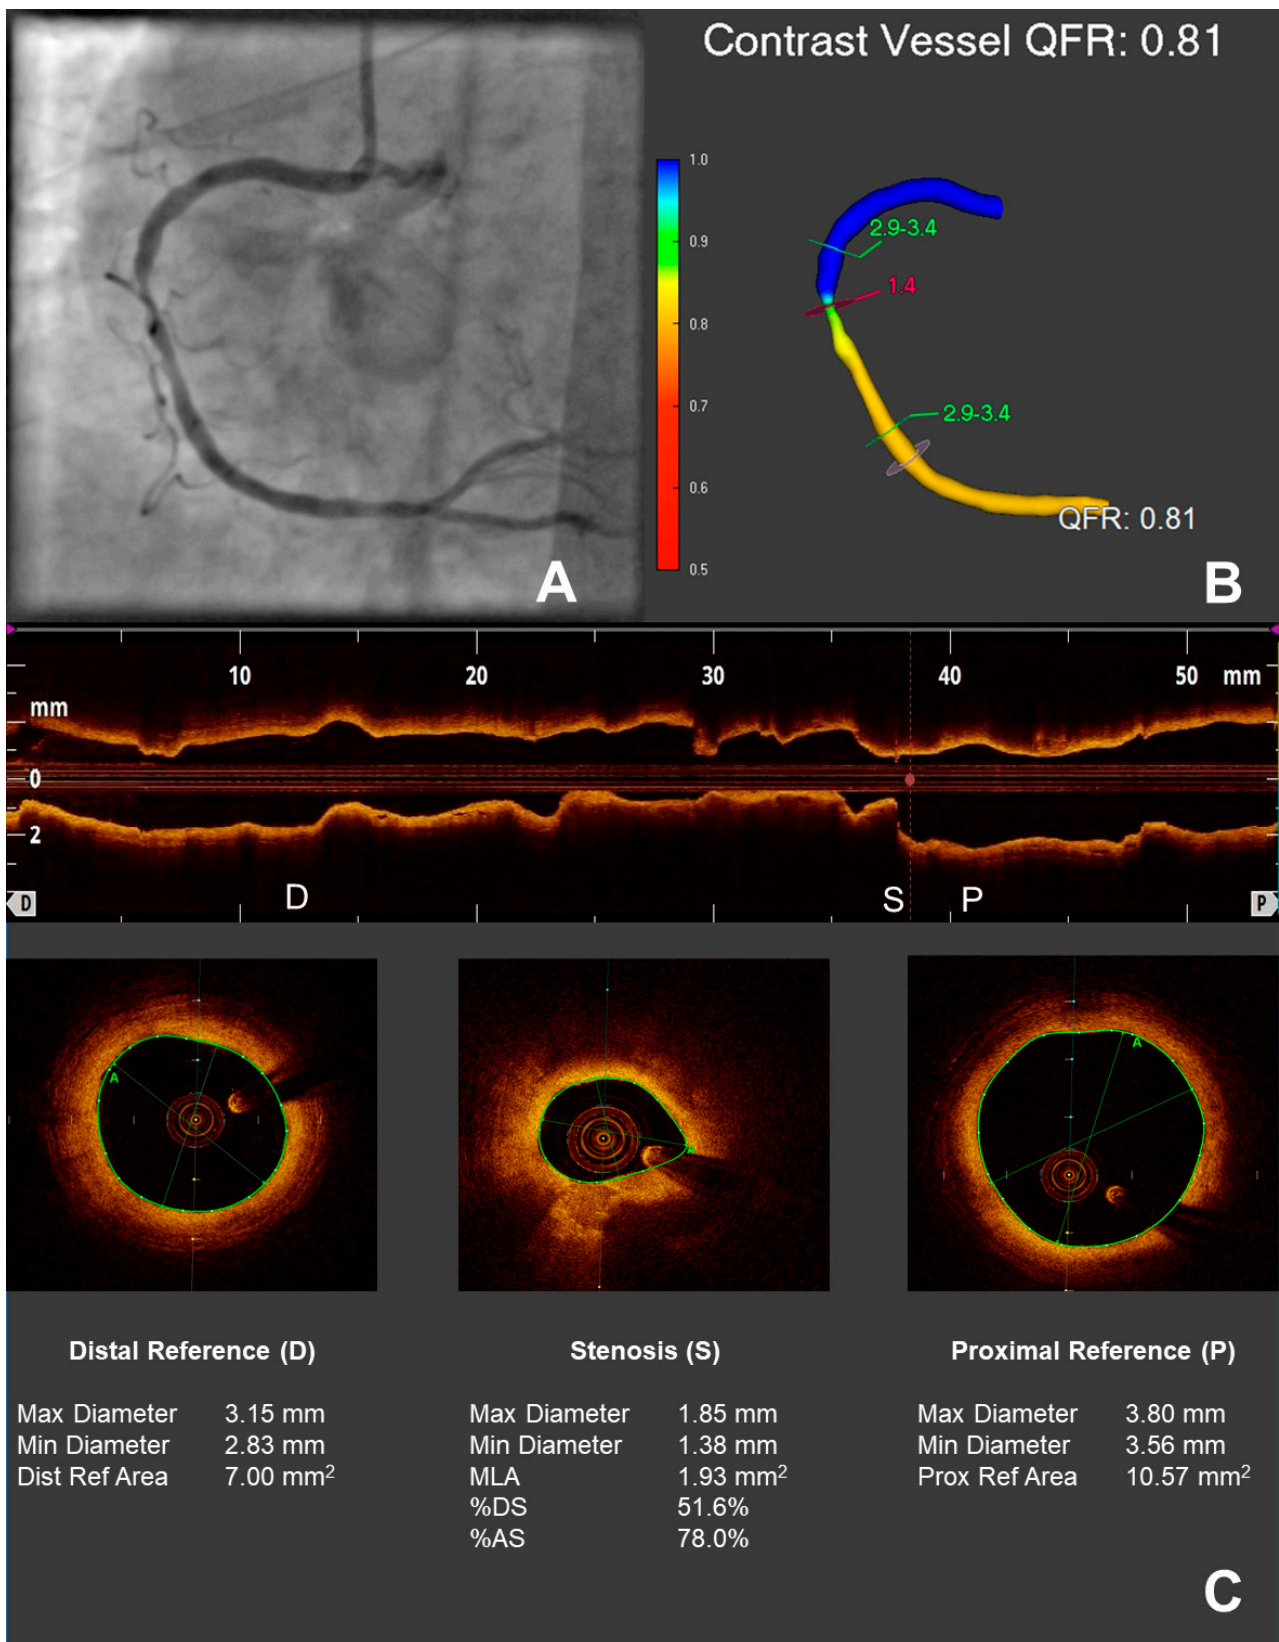 Contrast Vessel QFR: 0.81
1.0
0.9
0.8
0.7
0.6
0.5
2.9-3.4
1.4
2.9-3.4
QFR: 0.81
A
B
10 20 30 40 50 mm
mm
0
2
D S P
D P
A
A
A
Distal Reference (D)
Max Diameter 3.15 mm
Min Diameter 2.83 mm
Dist Ref Area 7.00 mm²
Stenosis (S)
Max Diameter 1.85 mm
Min Diameter 1.38 mm
MLA 1.93 mm²
%DS 51.6%
%AS 78.0%
Proximal Reference (P)
Max Diameter 3.80 mm
Min Diameter 3.56 mm
Prox Ref Area 10.57 mm²
C